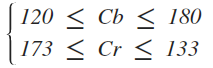 120 ≤ Cb ≤ 180
173 ≤ Cr ≤ 133